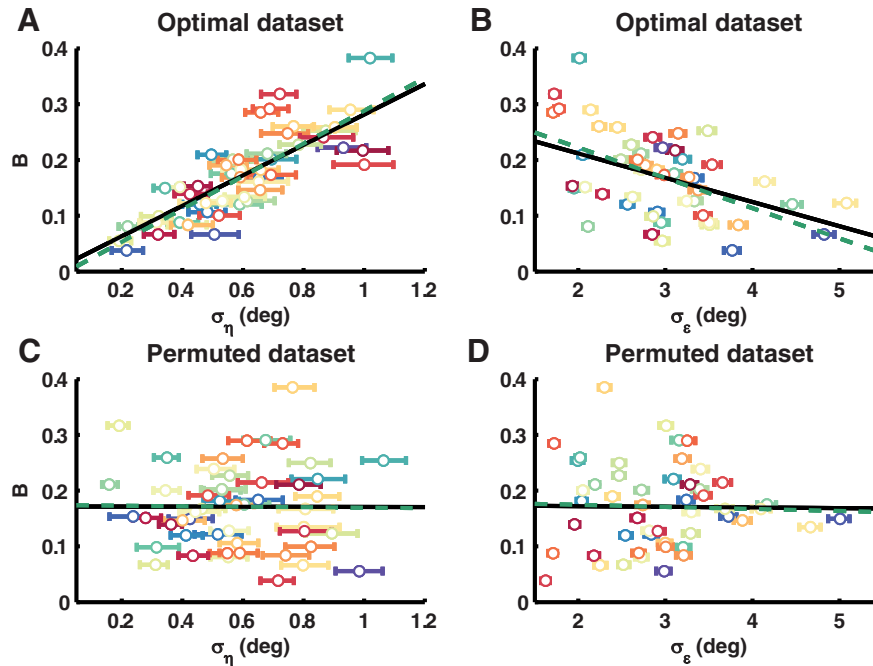 A Optimal dataset
B Optimal dataset
0.4
0.3
0.2
0.1
0
B
0.2 0.4 0.6 0.8 1 1.2
σ_η (deg)
0.4
0.3
0.2
0.1
0
2 3 4 5
σ_ε (deg)
C Permuted dataset
D Permuted dataset
0.4
0.3
0.2
0.1
0
B
0.2 0.4 0.6 0.8 1 1.2
σ_η (deg)
0.4
0.3
0.2
0.1
0
2 3 4 5
σ_ε (deg)